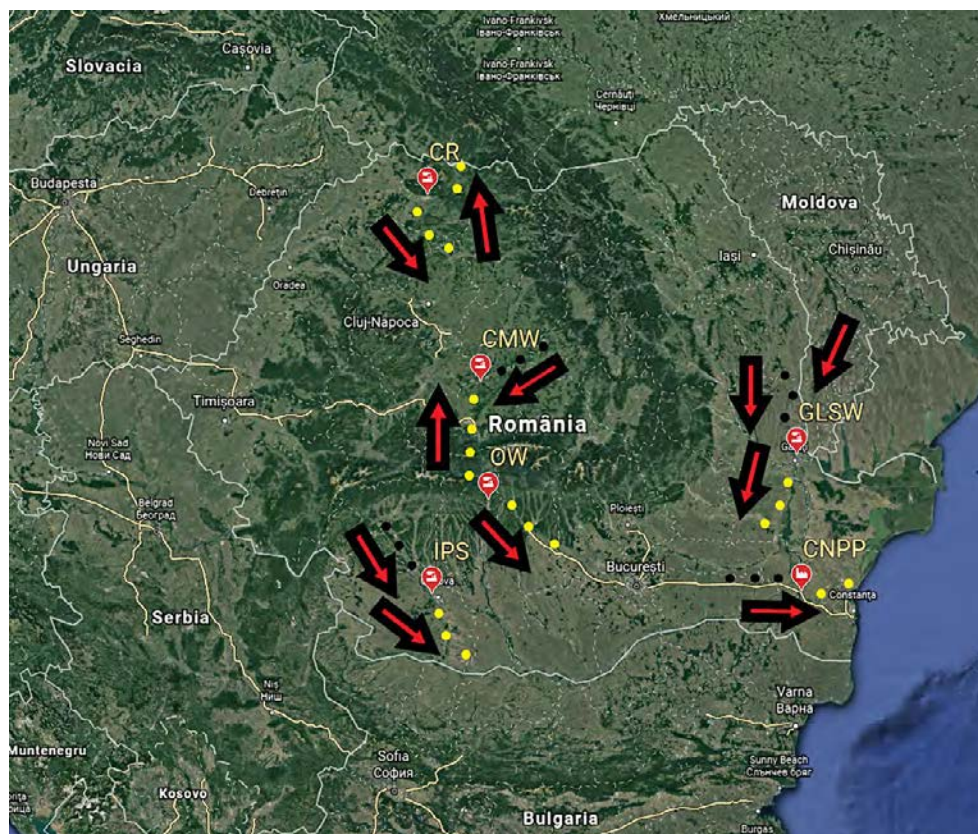 Хмельницький
Ivano-Frankivsk
Івано-Франківськ
Cașovia
Slovacia
Ivano-Frankivsk
Івано-Франківськ
Cernăuți
Чернівці
CR
Budapesta
Debrețin
Moldova
Iași
Chișinău
Ungaria
Oradea
Cluj-Napoca
Seghedin
CMW
Timișoara
GLSW
România
Novi Sad
Нови Сад
OW
Belgrad
Београд
Ploiești
IPS
CNPP
București
Constanța
Serbia
Niș
Ниш
Varna
Варна
Muntenegru
Sofia
София
Sunny Beach
Слънчев бряг
Kosovo
Bulgaria
Burgas